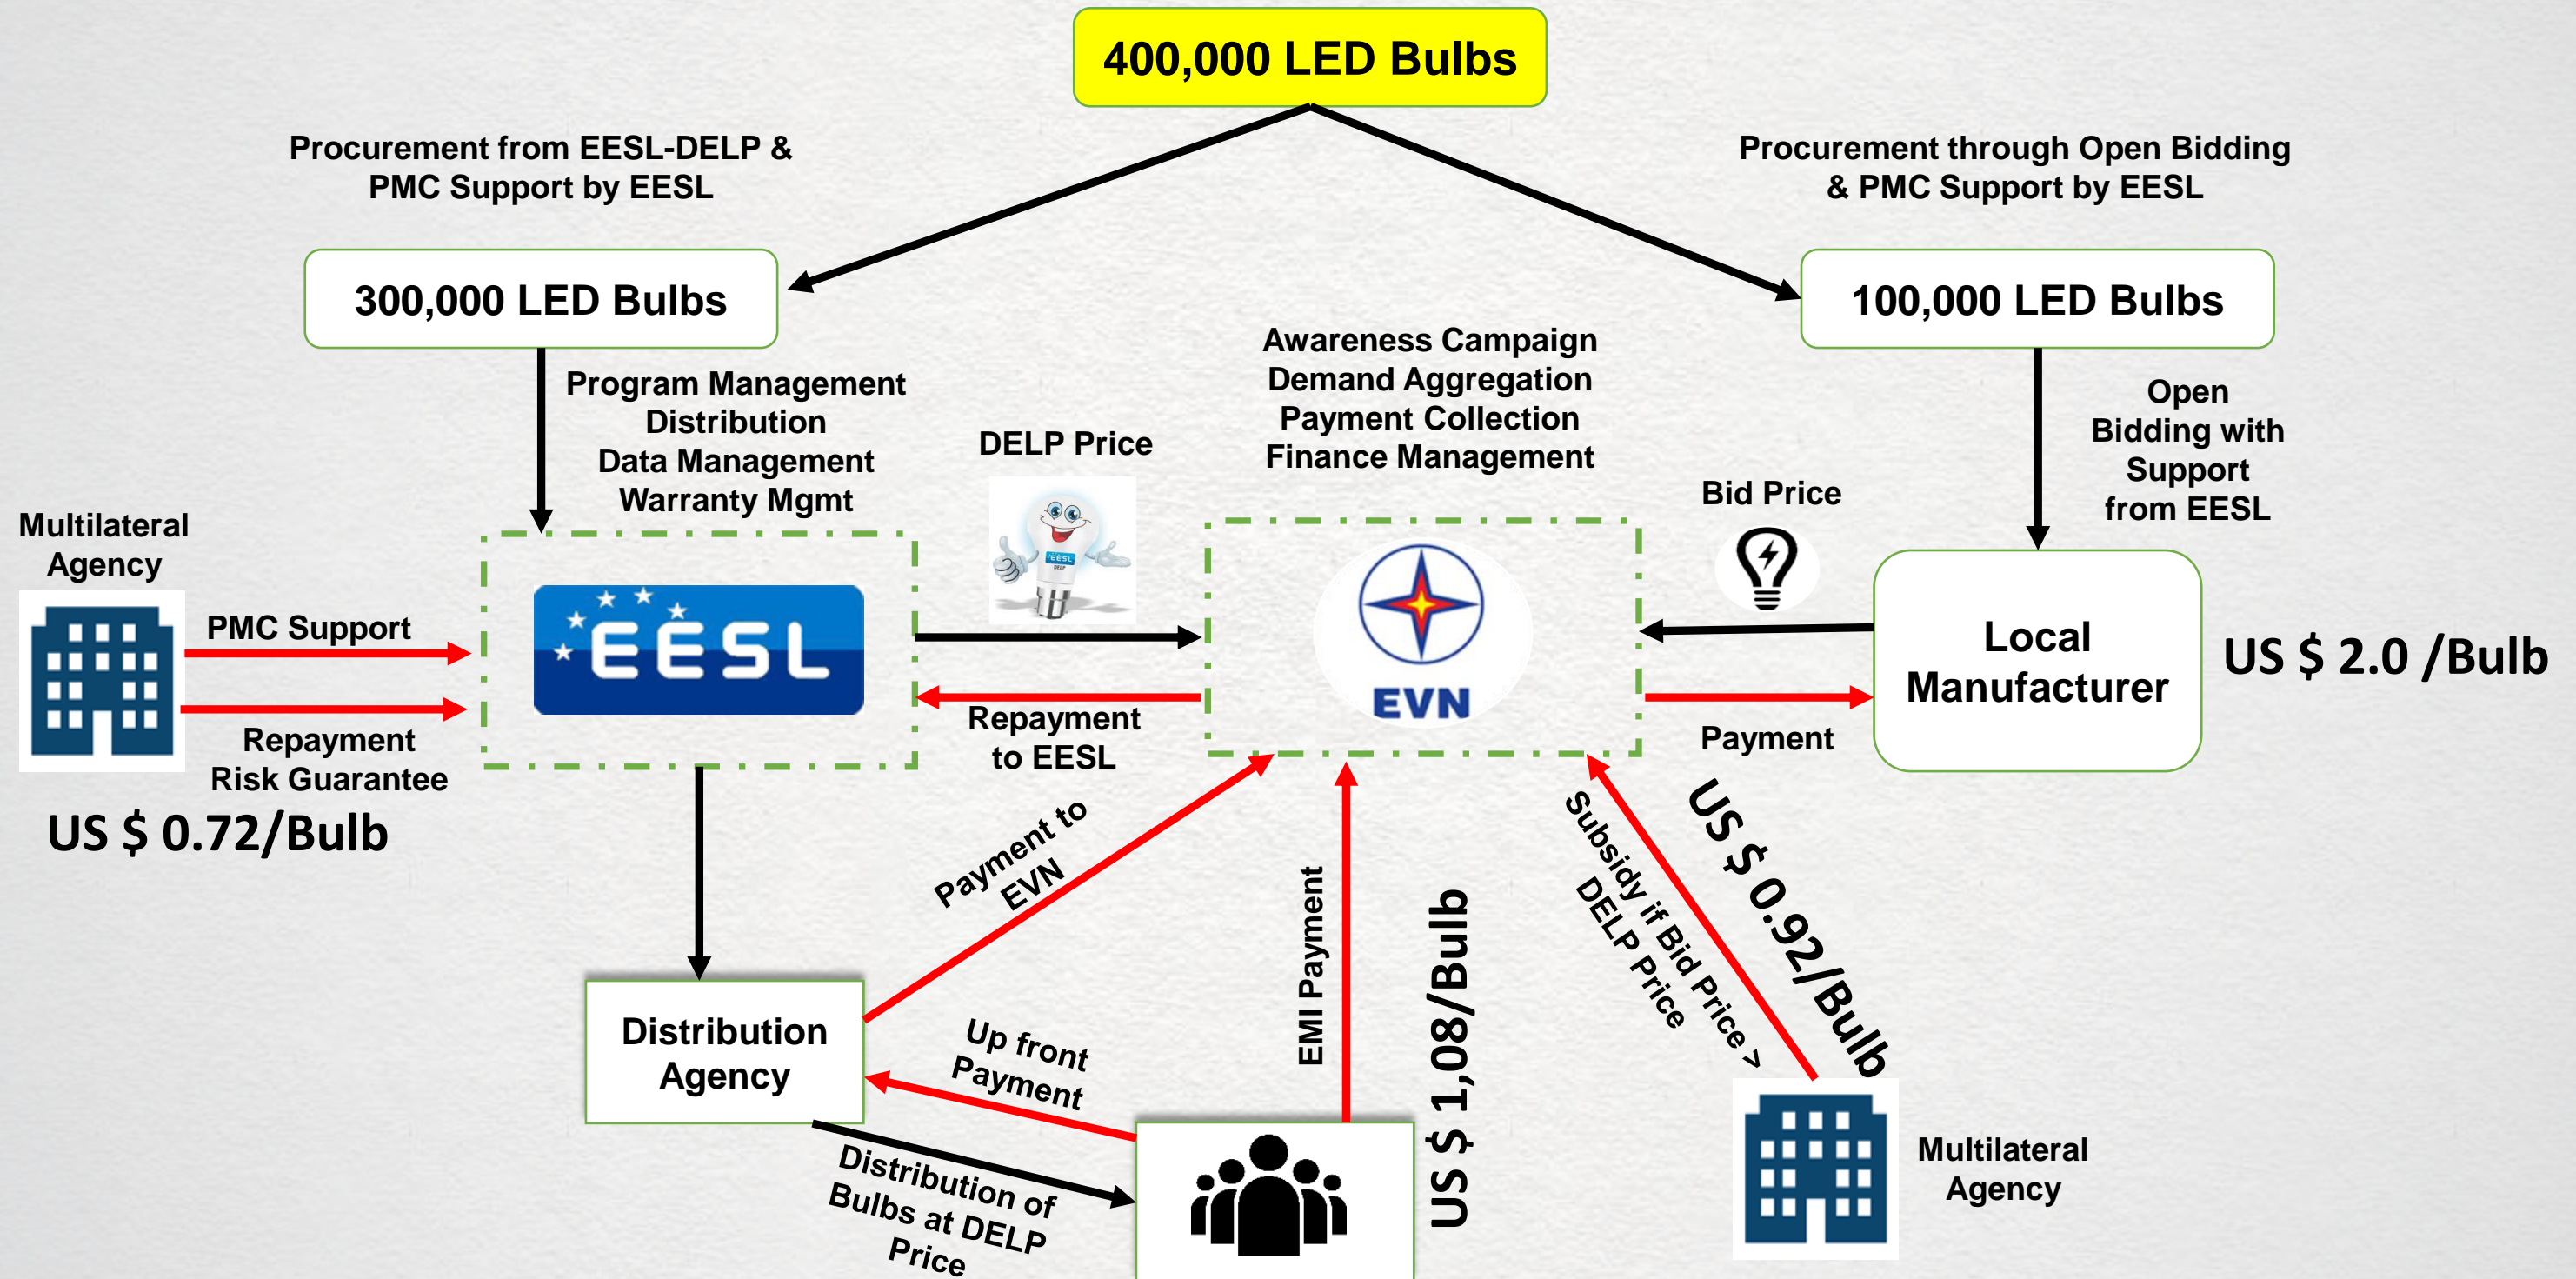 400,000 LED Bulbs
Procurement from EESL-DELP &
PMC Support by EESL
Procurement through Open Bidding
& PMC Support by EESL
300,000 LED Bulbs
100,000 LED Bulbs
Program Management
Distribution
Data Management
Warranty Mgmt
DELP Price
Awareness Campaign
Demand Aggregation
Payment Collection
Finance Management
Bid Price
Open
Bidding with
Support
from EESL
Multilateral
Agency
PMC Support
Repayment
Risk Guarantee
US $ 0.72/Bulb
EESL
EESL
DELP
Repayment
to EESL
EVN
Payment
Local
Manufacturer
US $ 2.0 /Bulb
Payment to
EVN
EMI Payment
US $ 1,08/Bulb
Subsidy if Bid Price >
DELP Price
US $ 0.92/Bulb
Distribution
Agency
Up front
Payment
Distribution of
Bulbs at DELP
Price
Multilateral
Agency